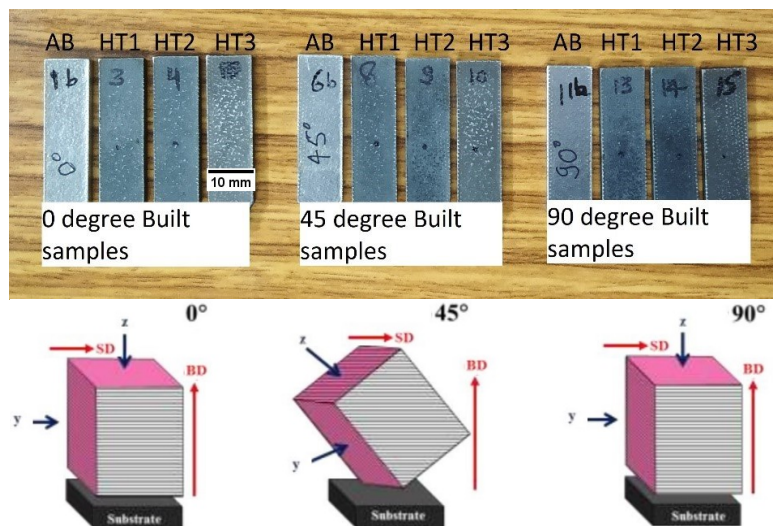 AB HT1 HT2 HT3
1b 3 4
0°
10 mm
0 degree Built
samples
AB HT1 HT2 HT3
6b 8 9 10
45°
45 degree Built
samples
AB HT1 HT2 HT3
11b 13 14 15
90°
90 degree Built
samples
0°
z
SD
BD
y
Substrate
45°
z
SD
BD
y
Substrate
90°
z
SD
BD
y
Substrate